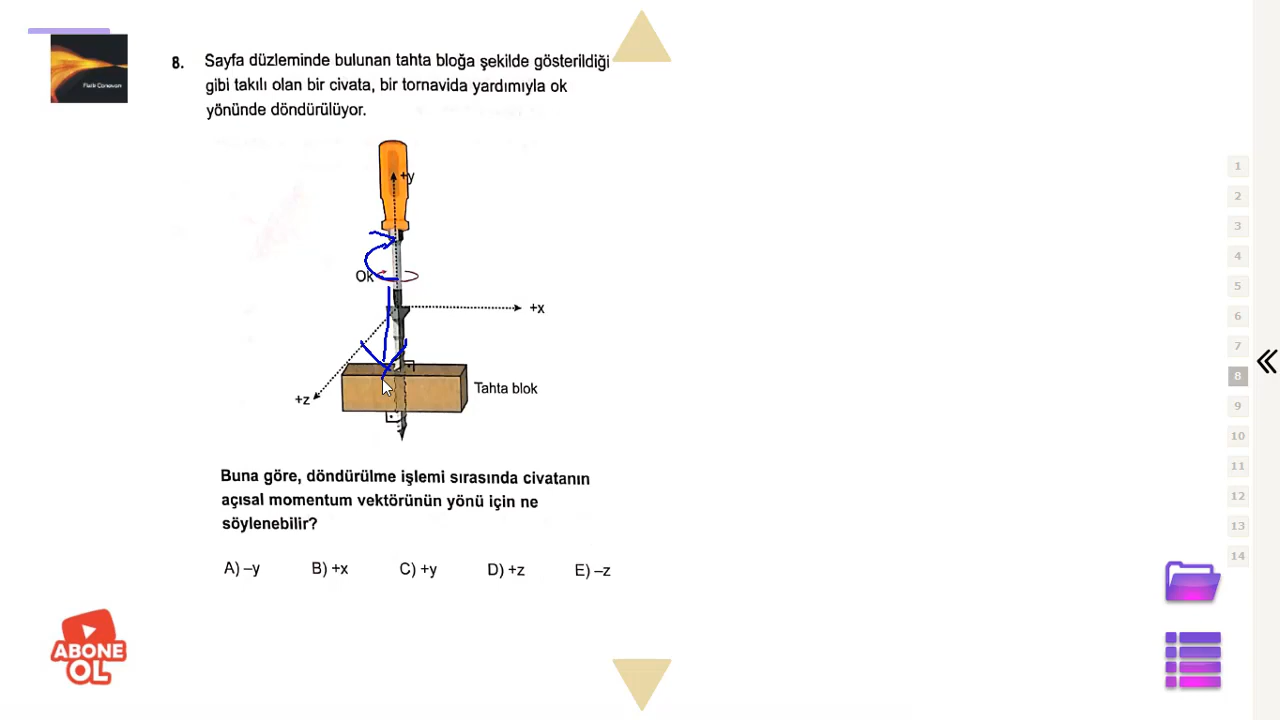 8. Sayfa düzleminde bulunan tahta bloğa şekilde gösterildiği
gibi takılı olan bir civata, bir tornavida yardımıyla ok
yönünde döndürülüyor.
+y
Ok
+x
+z
Tahta blok
Buna göre, döndürülme işlemi sırasında civatanın
açısal momentum vektörünün yönü için ne
söylenebilir?
A) –y B) +x C) +y D) +z E) –z
ABONE
OL
1
2
3
4
5
6
7
8
9
10
11
12
13
14